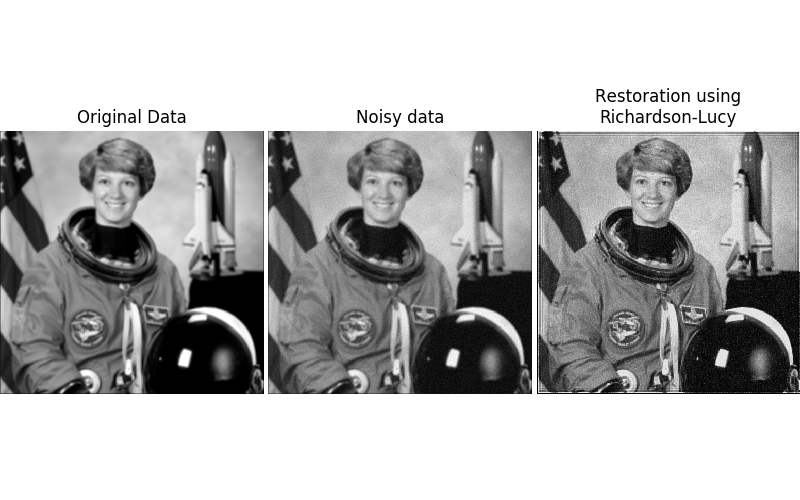 Original Data
Noisy data
Restoration using
Richardson-Lucy